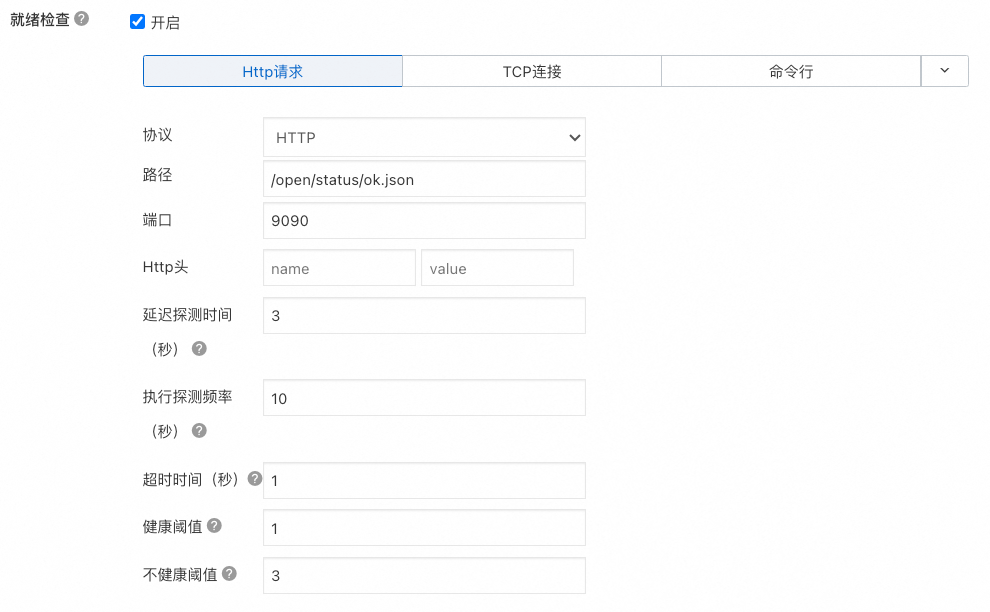 就绪检查 开启
Http请求 TCP连接 命令行
协议 HTTP
路径 /open/status/ok.json
端口 9090
Http头 name value
延迟探测时间 3
（秒）
执行探测频率 10
（秒）
超时时间（秒） 1
健康阈值 1
不健康阈值 3